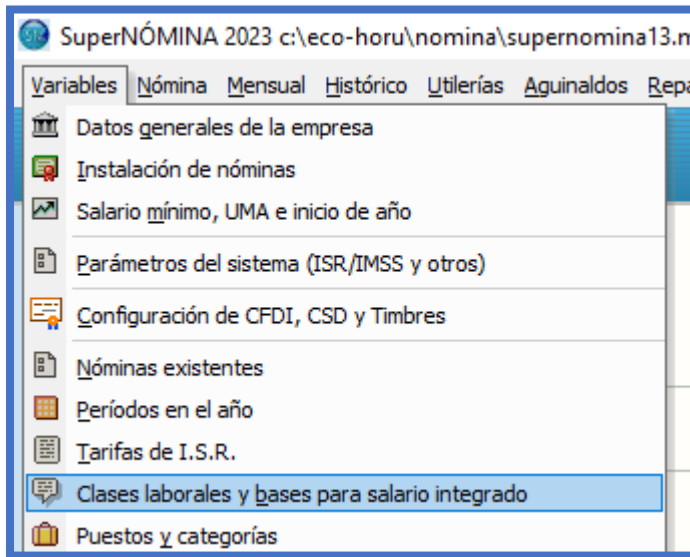 SuperNÓMINA 2023 c:\eco-horu\nomina\supernomina13.m
Variables Nómina Mensual Histórico Utilerías Aguinaldos Repa
Datos generales de la empresa
Instalación de nóminas
Salario mínimo, UMA e inicio de año
Parámetros del sistema (ISR/IMSS y otros)
Configuración de CFDI, CSD y Timbres
Nóminas existentes
Períodos en el año
Tarifas de I.S.R.
Clases laborales y bases para salario integrado
Puestos y categorías